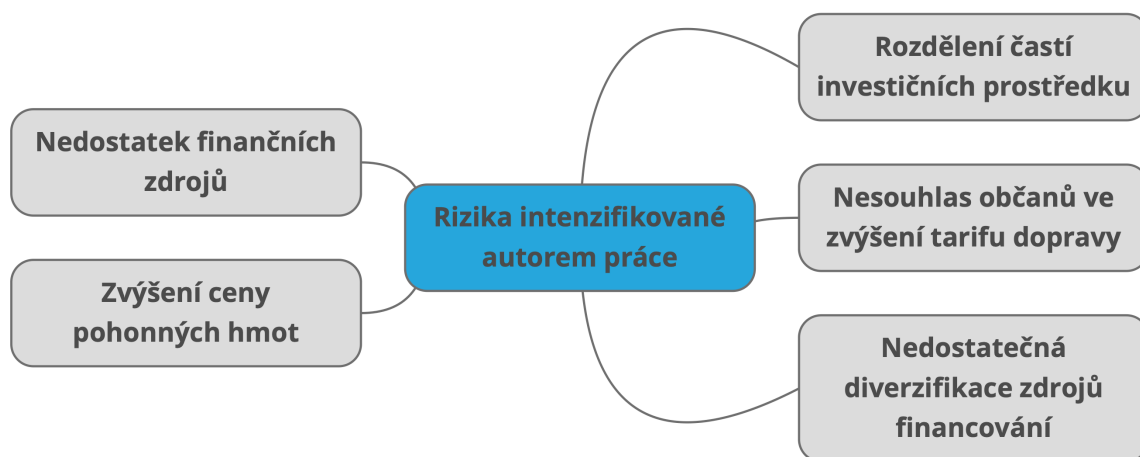 Rozdělení častí
investičních prostředku
Nedostatek finančních
zdrojů
Rizika intenzifikované
autorem práce
Nesouhlas občanů ve
zvýšení tarifu dopravy
Zvýšení ceny
pohonných hmot
Nedostatečná
diverzifikace zdrojů
financování